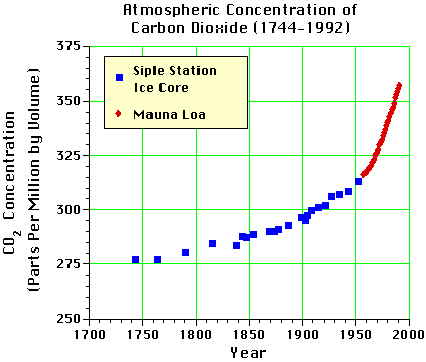 Atmospheric Concentration of
Carbon Dioxide (1744-1992)
375
350
325
300
275
250
Siple Station
Ice Core
Mauna Loa
CO2 Concentration
(Parts Per Million by Volume)
1700 1750 1800 1850 1900 1950 2000
Year